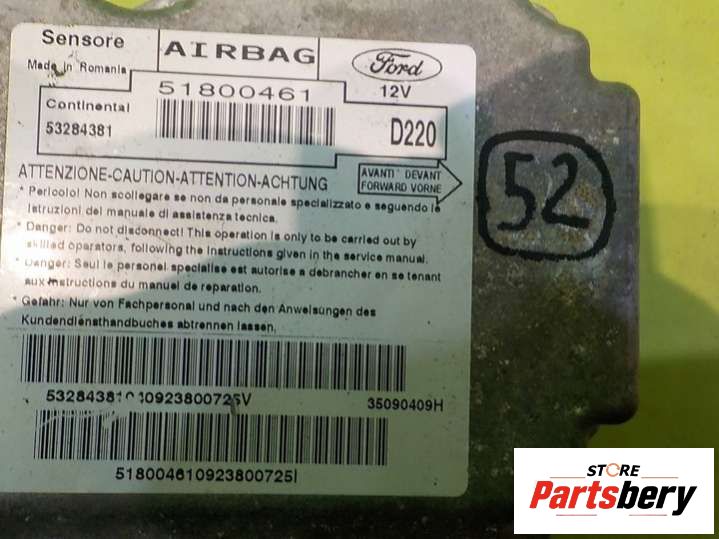 Sensore
AIRBAG
Ford
Made in Romania
51800461
12V
Continental
53284381
D220
ATTENZIONE-CAUTION-ATTENTION-ACHTUNG
AVANTI DEVANT
FORWARD VORNE
* Pericolo! Non scollegare se non da personale specializzato e seguendo le
istruzioni del manuale di assistenza tecnica.
* Danger: Do not disconnect! This operation is only to be carried out by
skilled oparators, following the instructions given in the service manual.
* Danger: Seul le personel specialise est autorise a debrancher en se tenant
aux instructions du manuel de reparation.
* Gefahr: Nur von Fachpersonal und nach den Anweisungen des
Kundendiensthandbuches abtrennen lassen.
35090409H
518004610923800725I
52
STORE
Partsbery